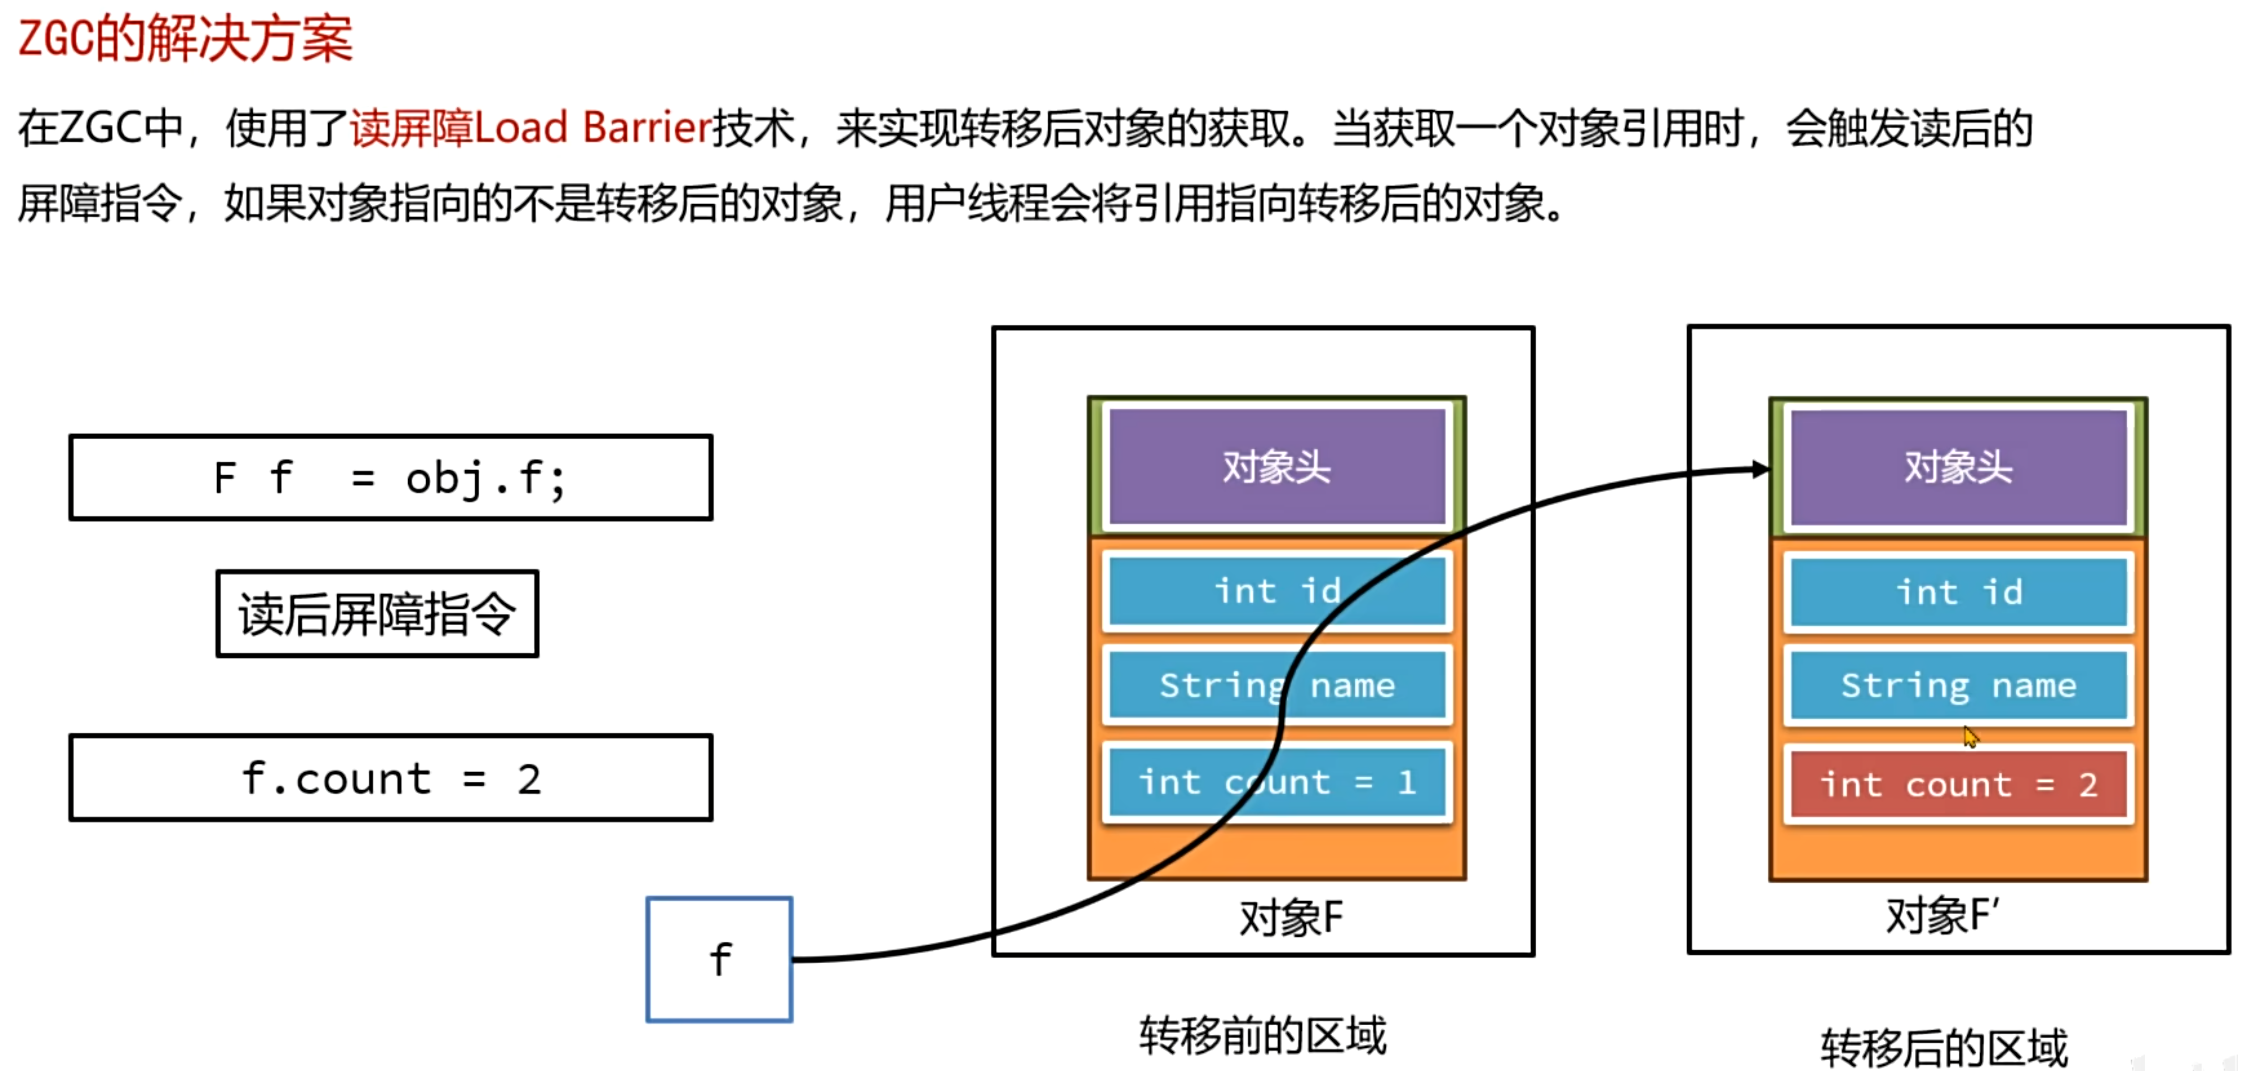 ZGC的解决方案
在ZGC中，使用了读屏障Load Barrier技术，来实现转移后对象的获取。当获取一个对象引用时，会触发读后的
屏障指令，如果对象指向的不是转移后的对象，用户线程会将引用指向转移后的对象。
F f = obj.f;
读后屏障指令
f.count = 2
f
对象头
int id
String name
int count = 1
对象F
转移前的区域
对象头
int id
String name
int count = 2
对象F′
转移后的区域